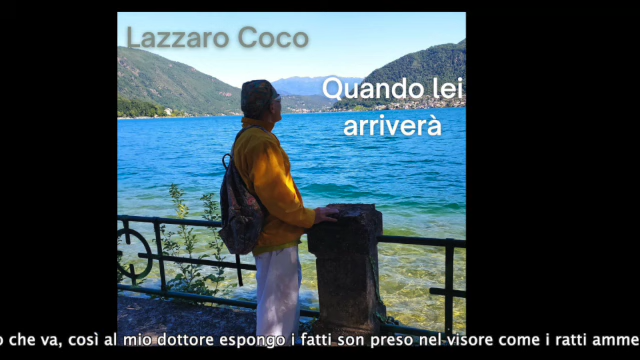 Lazzaro Coco
Quando lei
arriverà
che va, così al mio dottore espongo i fatti son preso nel visore come i ratti